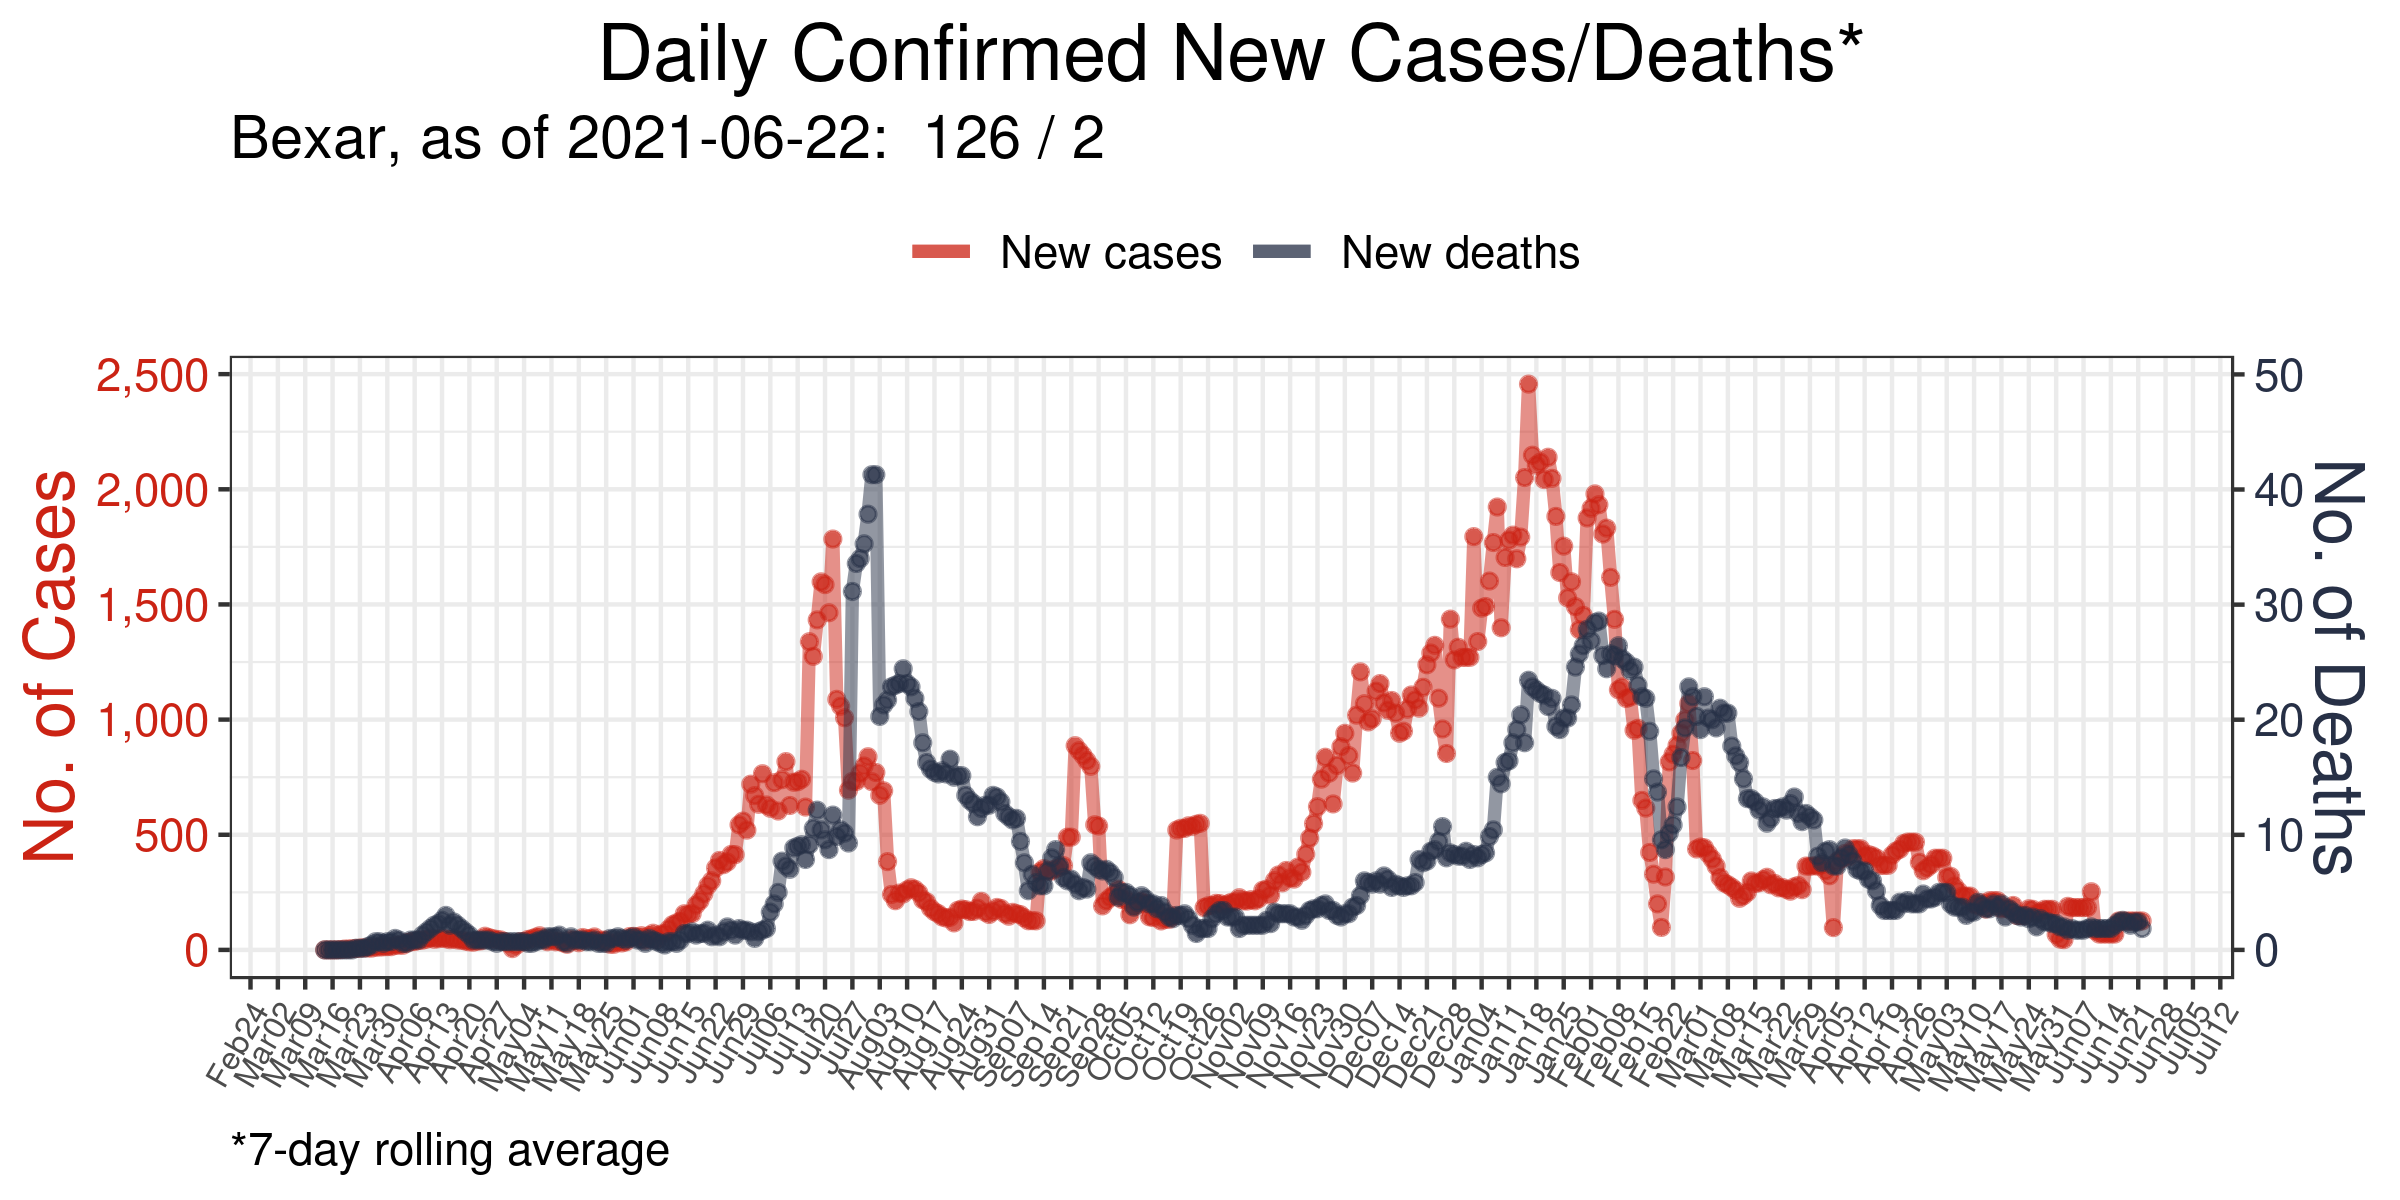 Daily Confirmed New Cases/Deaths*
Bexar, as of 2021-06-22:  126 / 2
New cases
New deaths
No. of Cases
2,500
2,000
1,500
1,000
500
0
50
40
30
20
10
0
No. of Deaths
Feb24
Mar02
Mar09
Mar16
Mar23
Mar30
Apr06
Apr13
Apr20
Apr27
May04
May11
May18
May25
Jun01
Jun08
Jun15
Jun22
Jun29
Jul06
Jul13
Jul20
Jul27
Aug03
Aug10
Aug17
Aug24
Aug31
Sep07
Sep14
Sep21
Sep28
Oct05
Oct12
Oct19
Oct26
Nov02
Nov09
Nov16
Nov23
Nov30
Dec07
Dec14
Dec21
Dec28
Jan04
Jan11
Jan18
Jan25
Feb01
Feb08
Feb15
Feb22
Mar01
Mar08
Mar15
Mar22
Mar29
Apr05
Apr12
Apr19
Apr26
May03
May10
May17
May24
May31
Jun07
Jun14
Jun21
Jun28
Jul05
Jul12
*7-day rolling average